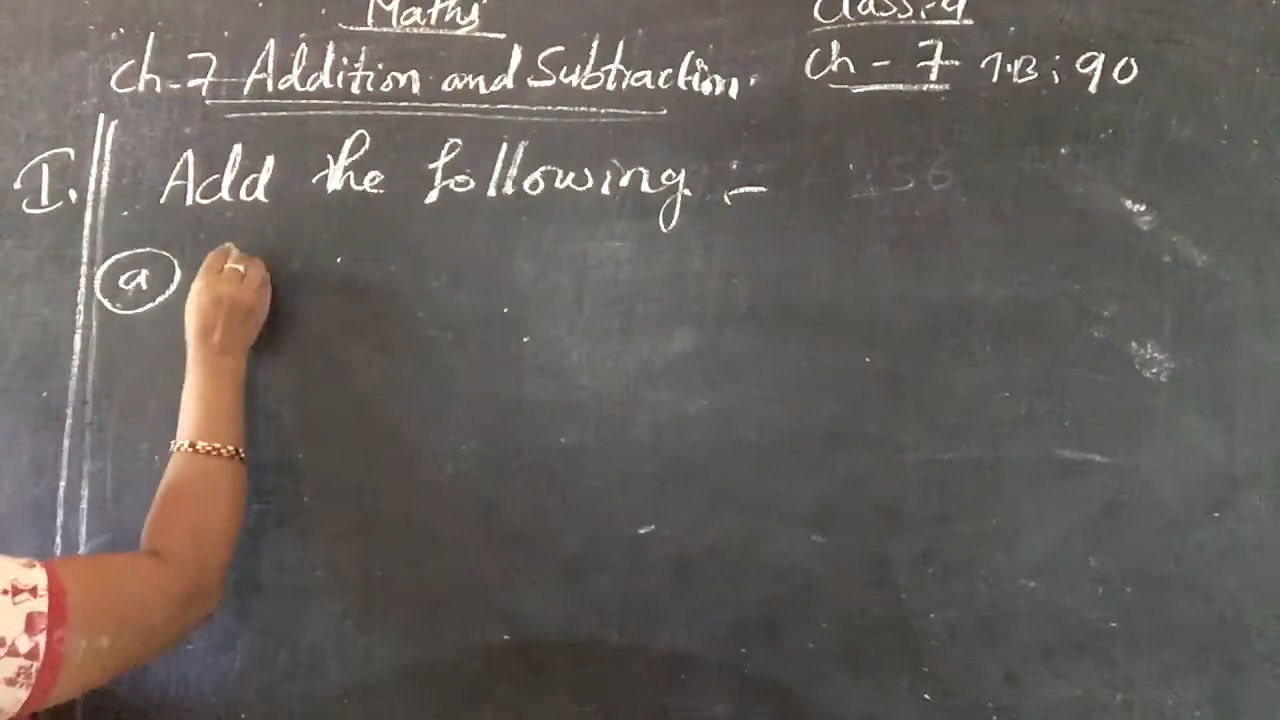 Maths
Class:-4
Ch-7 Addition and Subtraction.
Ch - 7 T.B: 90
I. Add the following :-
a